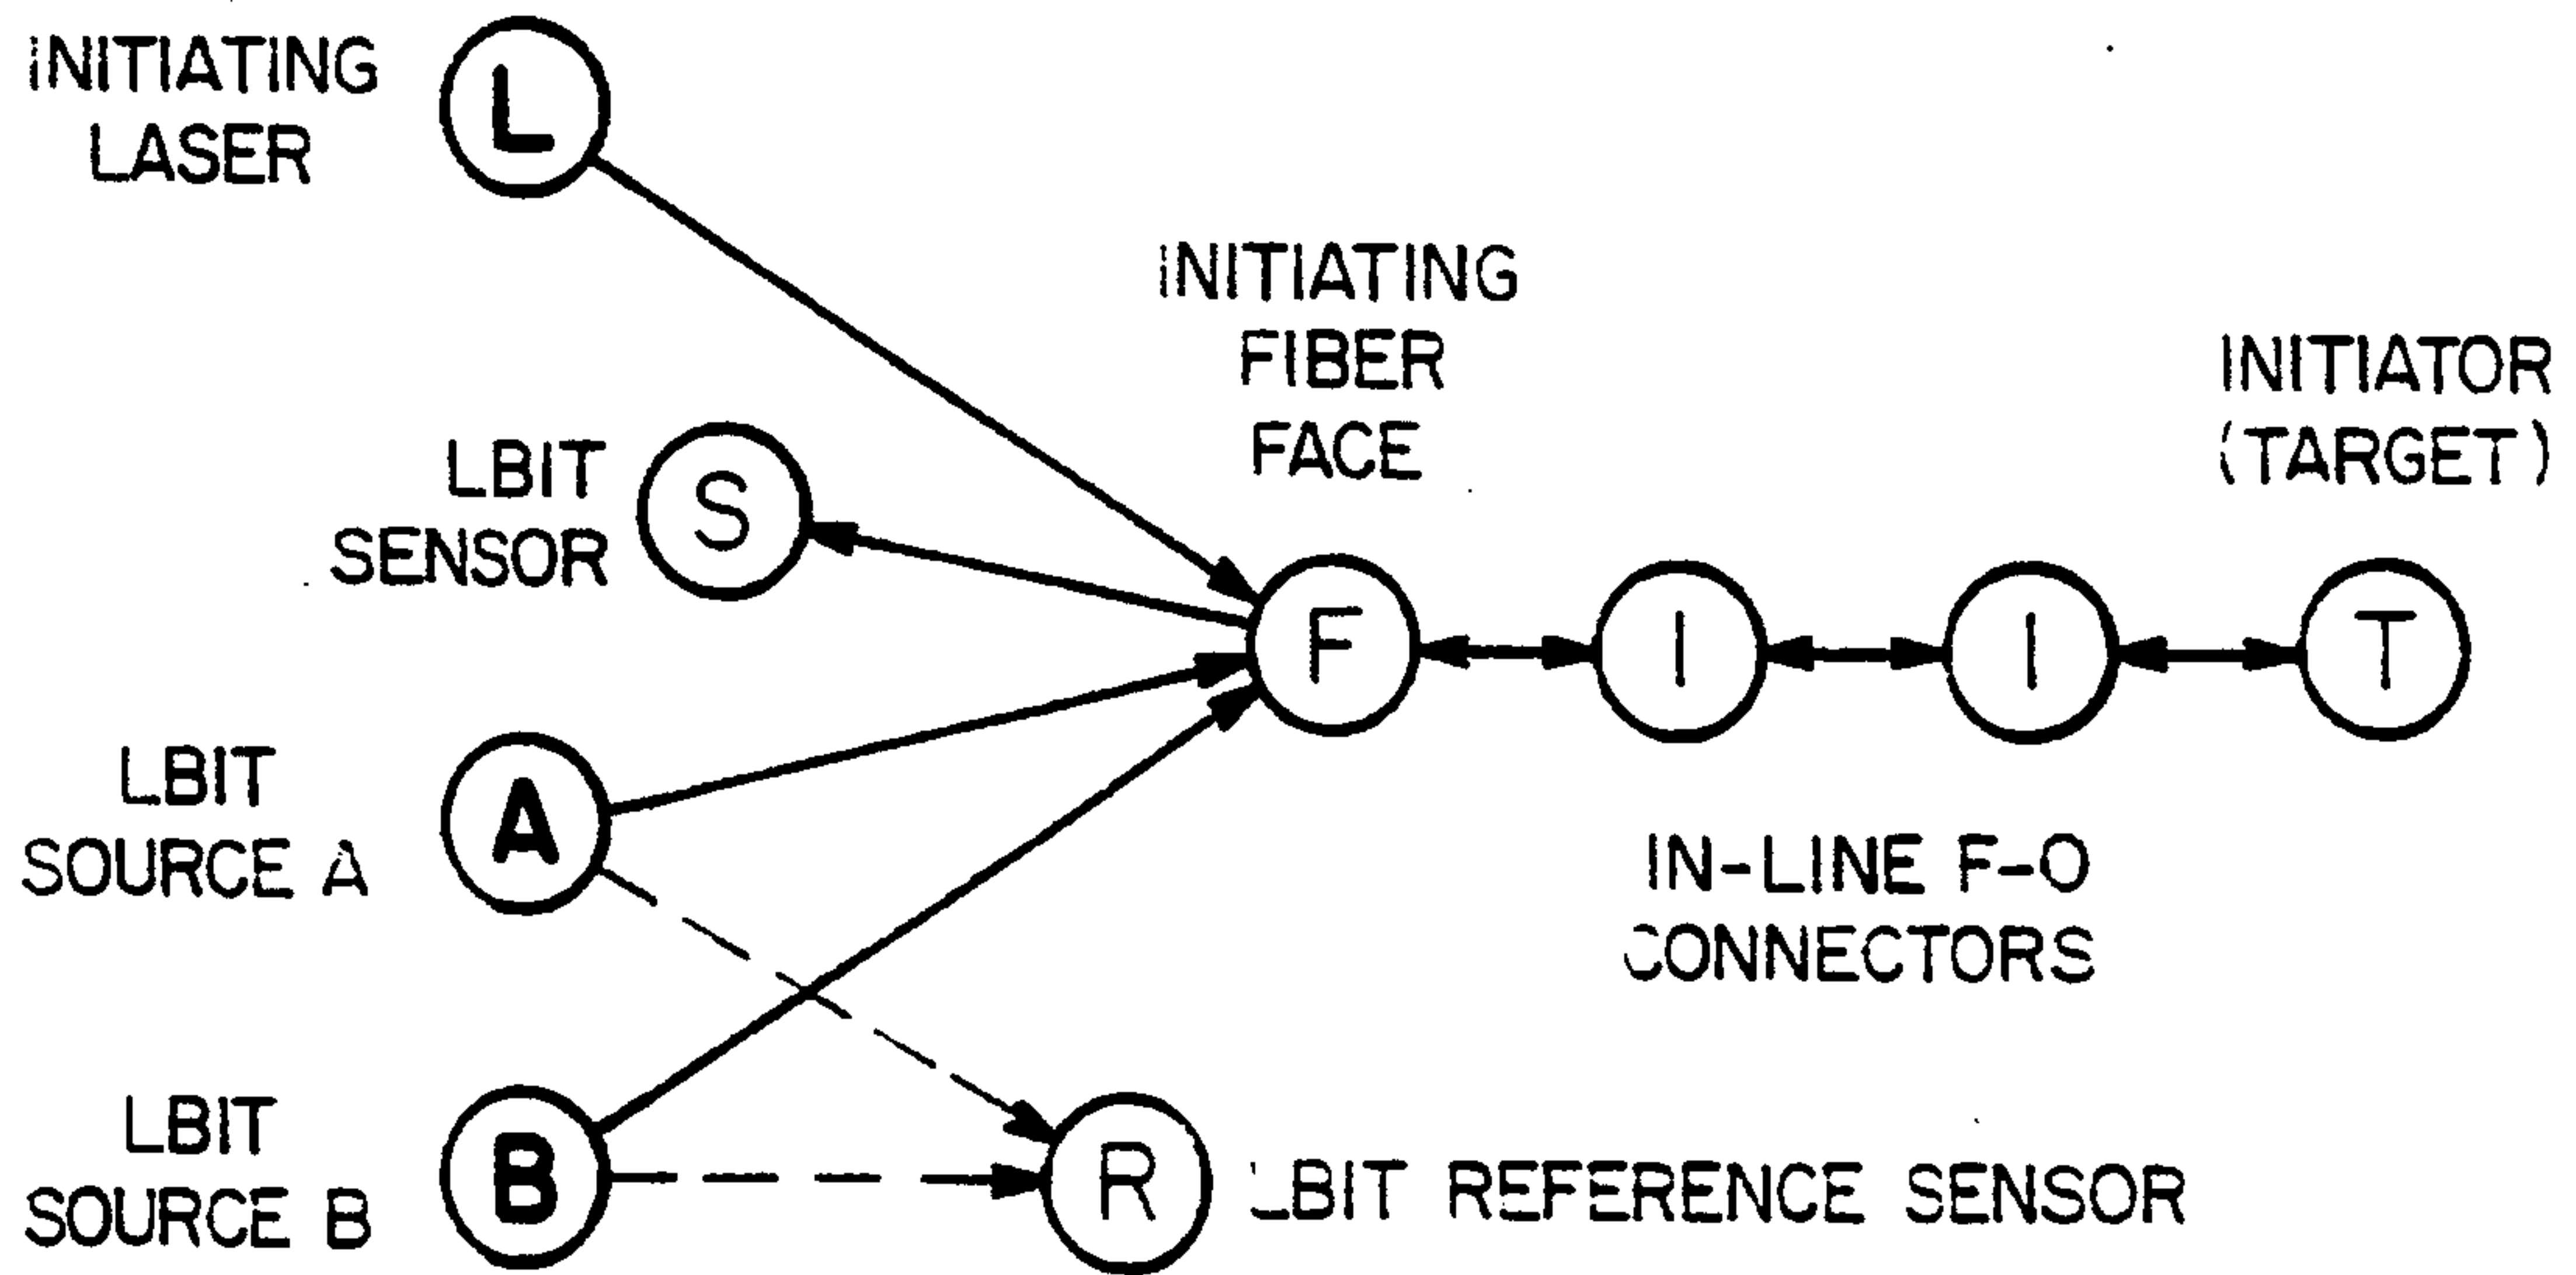 INITIATING
LASER
L
INITIATING
FIBER
FACE
INITIATOR
(TARGET)
LBIT
SENSOR
S
F
I
I
T
LBIT
SOURCE A
A
IN-LINE F-O
CONNECTORS
LBIT
SOURCE B
B
R
LBIT REFERENCE SENSOR